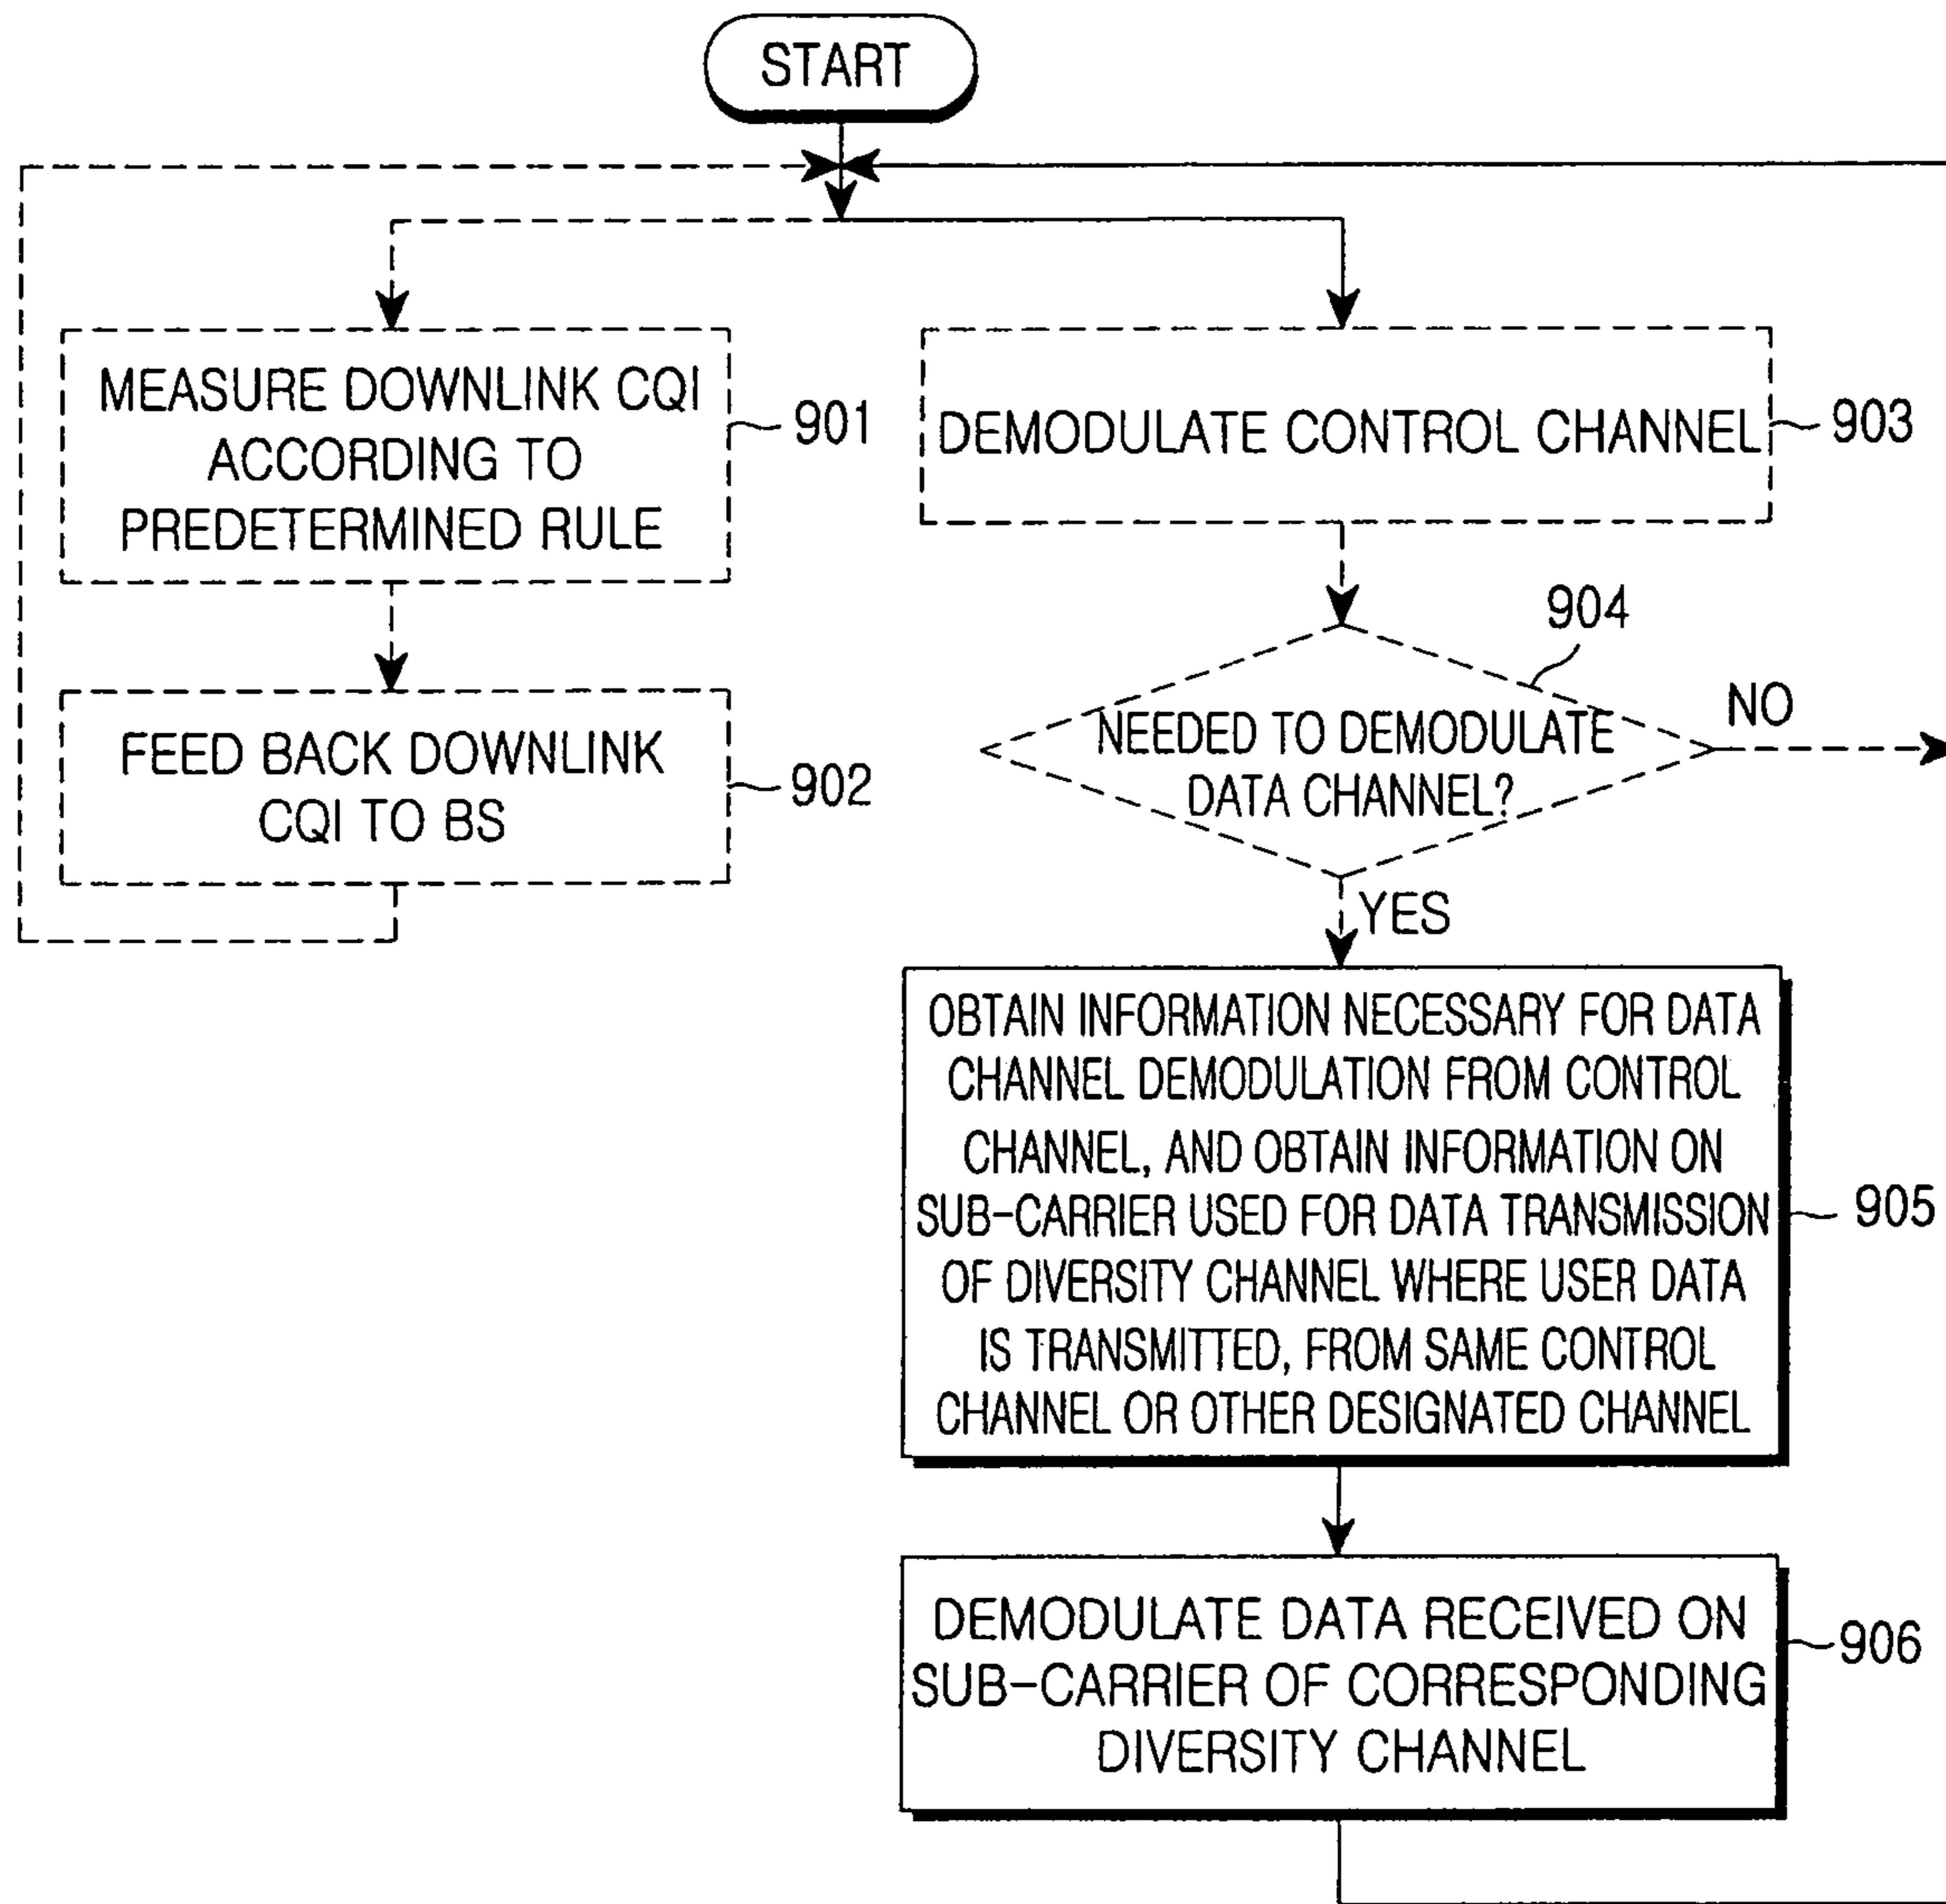 START
MEASURE DOWNLINK CQI
ACCORDING TO
PREDETERMINED RULE
901
FEED BACK DOWNLINK
CQI TO BS
902
DEMODULATE CONTROL CHANNEL
903
904
NEEDED TO DEMODULATE
DATA CHANNEL?
NO
YES
OBTAIN INFORMATION NECESSARY FOR DATA
CHANNEL DEMODULATION FROM CONTROL
CHANNEL, AND OBTAIN INFORMATION ON
SUB-CARRIER USED FOR DATA TRANSMISSION
OF DIVERSITY CHANNEL WHERE USER DATA
IS TRANSMITTED, FROM SAME CONTROL
CHANNEL OR OTHER DESIGNATED CHANNEL
905
DEMODULATE DATA RECEIVED ON
SUB-CARRIER OF CORRESPONDING
DIVERSITY CHANNEL
906